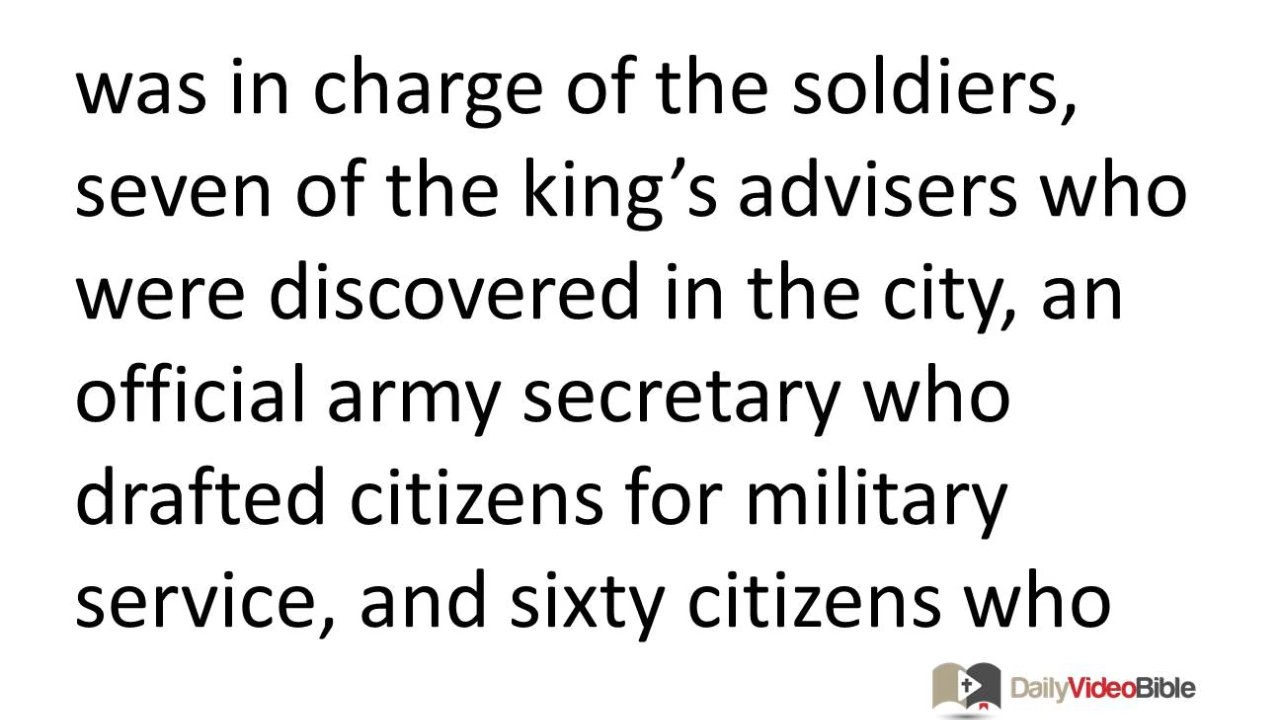 was in charge of the soldiers,
seven of the king’s advisers who
were discovered in the city, an
official army secretary who
drafted citizens for military
service, and sixty citizens who
DailyVideoBible